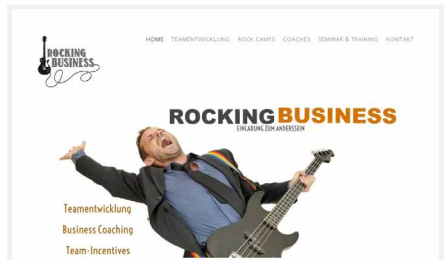 ROCKING
BUSINESS
HOME TEAMENTWICKLUNG ROCK CAMPS COACHES SEMINAR & TRAINING KONTAKT
ROCKING BUSINESS
EINLADUNG ZUM ANDERSSEIN
Teamentwicklung
Business Coaching
Team-Incentives